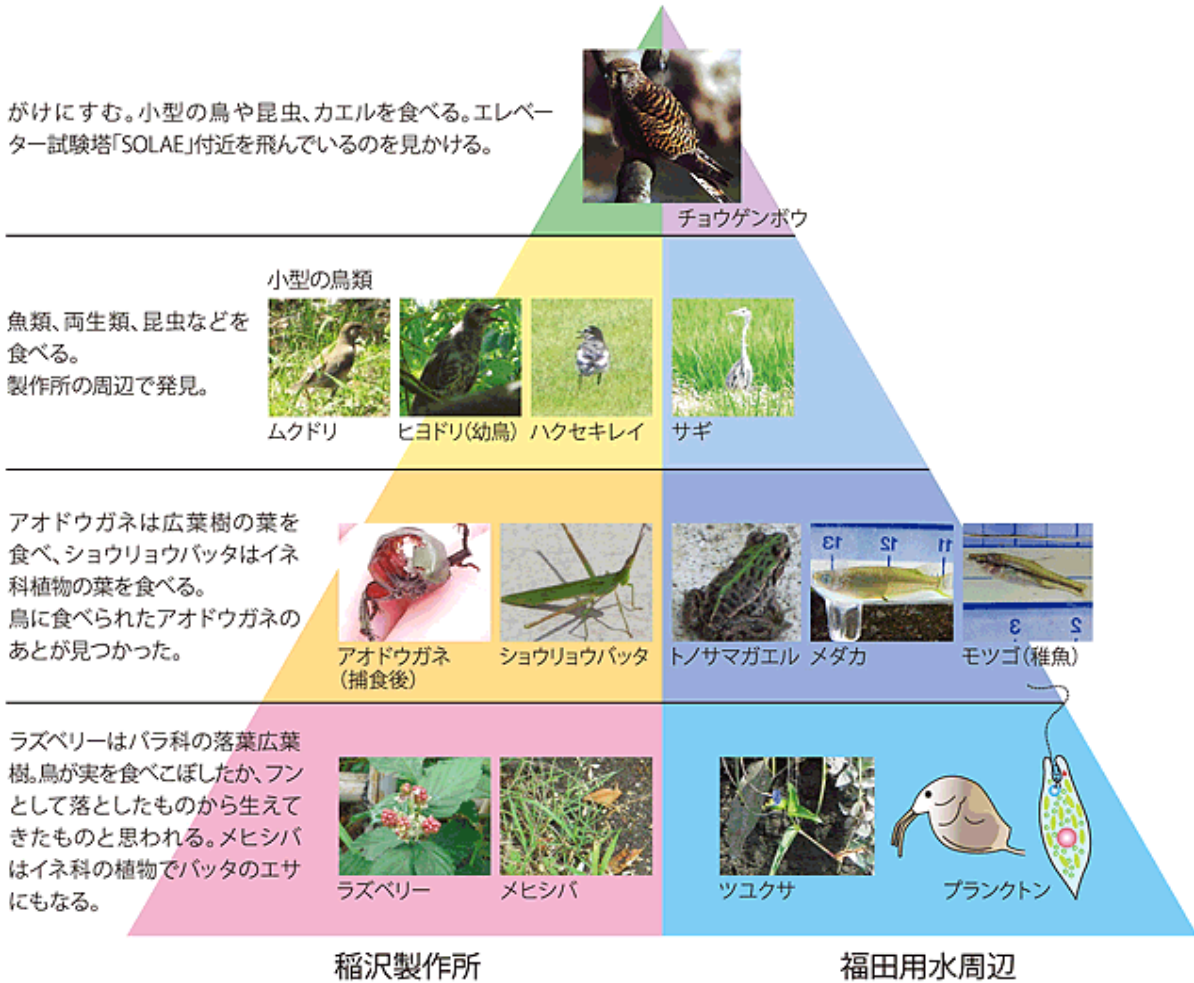 がけにすむ。小型の鳥や昆虫、カエルを食べる。エレベー
ター試験塔「SOLAE」付近を飛んでいるのを見かける。
チョウゲンボウ
小型の鳥類
魚類、両生類、昆虫などを
食べる。
製作所の周辺で発見。
ムクドリ
ヒヨドリ(幼鳥)
ハクセキレイ
サギ
アオドウガネは広葉樹の葉を
食べ、ショウリョウバッタはイネ
科植物の葉を食べる。
鳥に食べられたアオドウガネの
あとが見つかった。
13 12 11
3 2
アオドウガネ
(捕食後)
ショウリョウバッタ
トノサマガエル
メダカ
モツゴ(稚魚)
ラズベリーはバラ科の落葉広葉
樹。鳥が実を食べこぼしたか、フン
として落としたものから生えて
きたものと思われる。メヒシバ
はイネ科の植物でバッタのエサ
にもなる。
ラズベリー
メヒシバ
ツユクサ
プランクトン
稲沢製作所
福田用水周辺